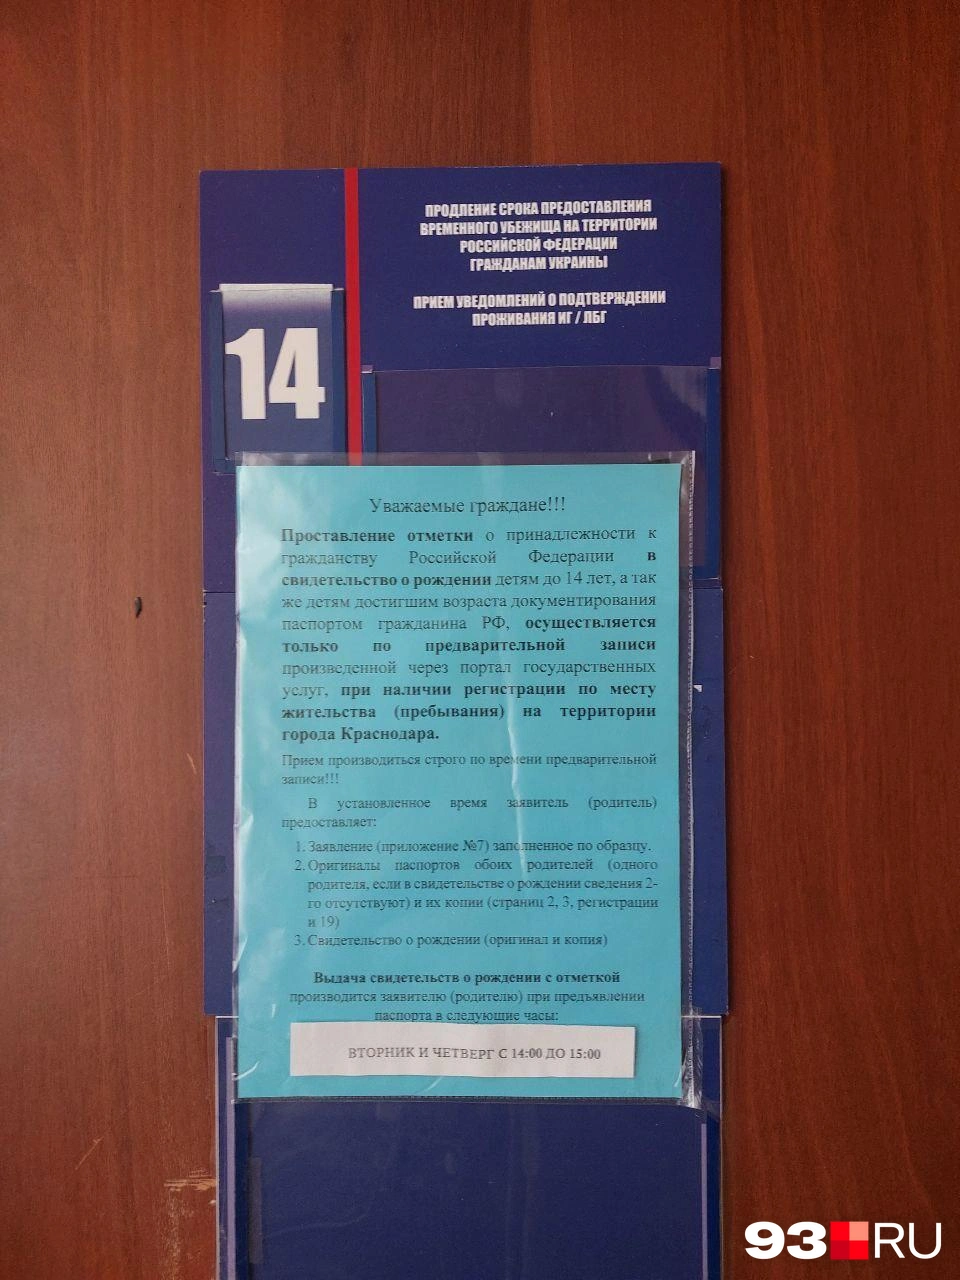 ПРОДЛЕНИЕ СРОКА ПРЕДОСТАВЛЕНИЯ
ВРЕМЕННОГО УБЕЖИЩА НА ТЕРРИТОРИИ
РОССИЙСКОЙ ФЕДЕРАЦИИ
ГРАЖДАНАМ УКРАИНЫ
ПРИЕМ УВЕДОМЛЕНИЙ О ПОДТВЕРЖДЕНИИ
ПРОЖИВАНИЯ ИГ / ЛБГ
14
Уважаемые граждане!!!
Проставление отметки о принадлежности к
гражданству Российской Федерации в
свидетельство о рождении детям до 14 лет, а так
же детям достигшим возраста документирования
паспортом гражданина РФ, осуществляется
только по предварительной записи
произведенной через портал государственных
услуг, при наличии регистрации по месту
жительства (пребывания) на территории
города Краснодара.
Прием производиться строго по времени предварительной
записи!!!
В установленное время заявитель (родитель)
предоставляет:
1. Заявление (приложение №7) заполненное по образцу.
2. Оригиналы паспортов обоих родителей (одного
родителя, если в свидетельстве о рождении сведения 2-
го отсутствуют) и их копии (страниц 2, 3, регистрации
и 19)
3. Свидетельство о рождении (оригинал и копия)
Выдача свидетельств о рождении с отметкой
производится заявителю (родителю) при предъявлении
паспорта в следующие часы:
ВТОРНИК И ЧЕТВЕРГ С 14:00 ДО 15:00
93 RU